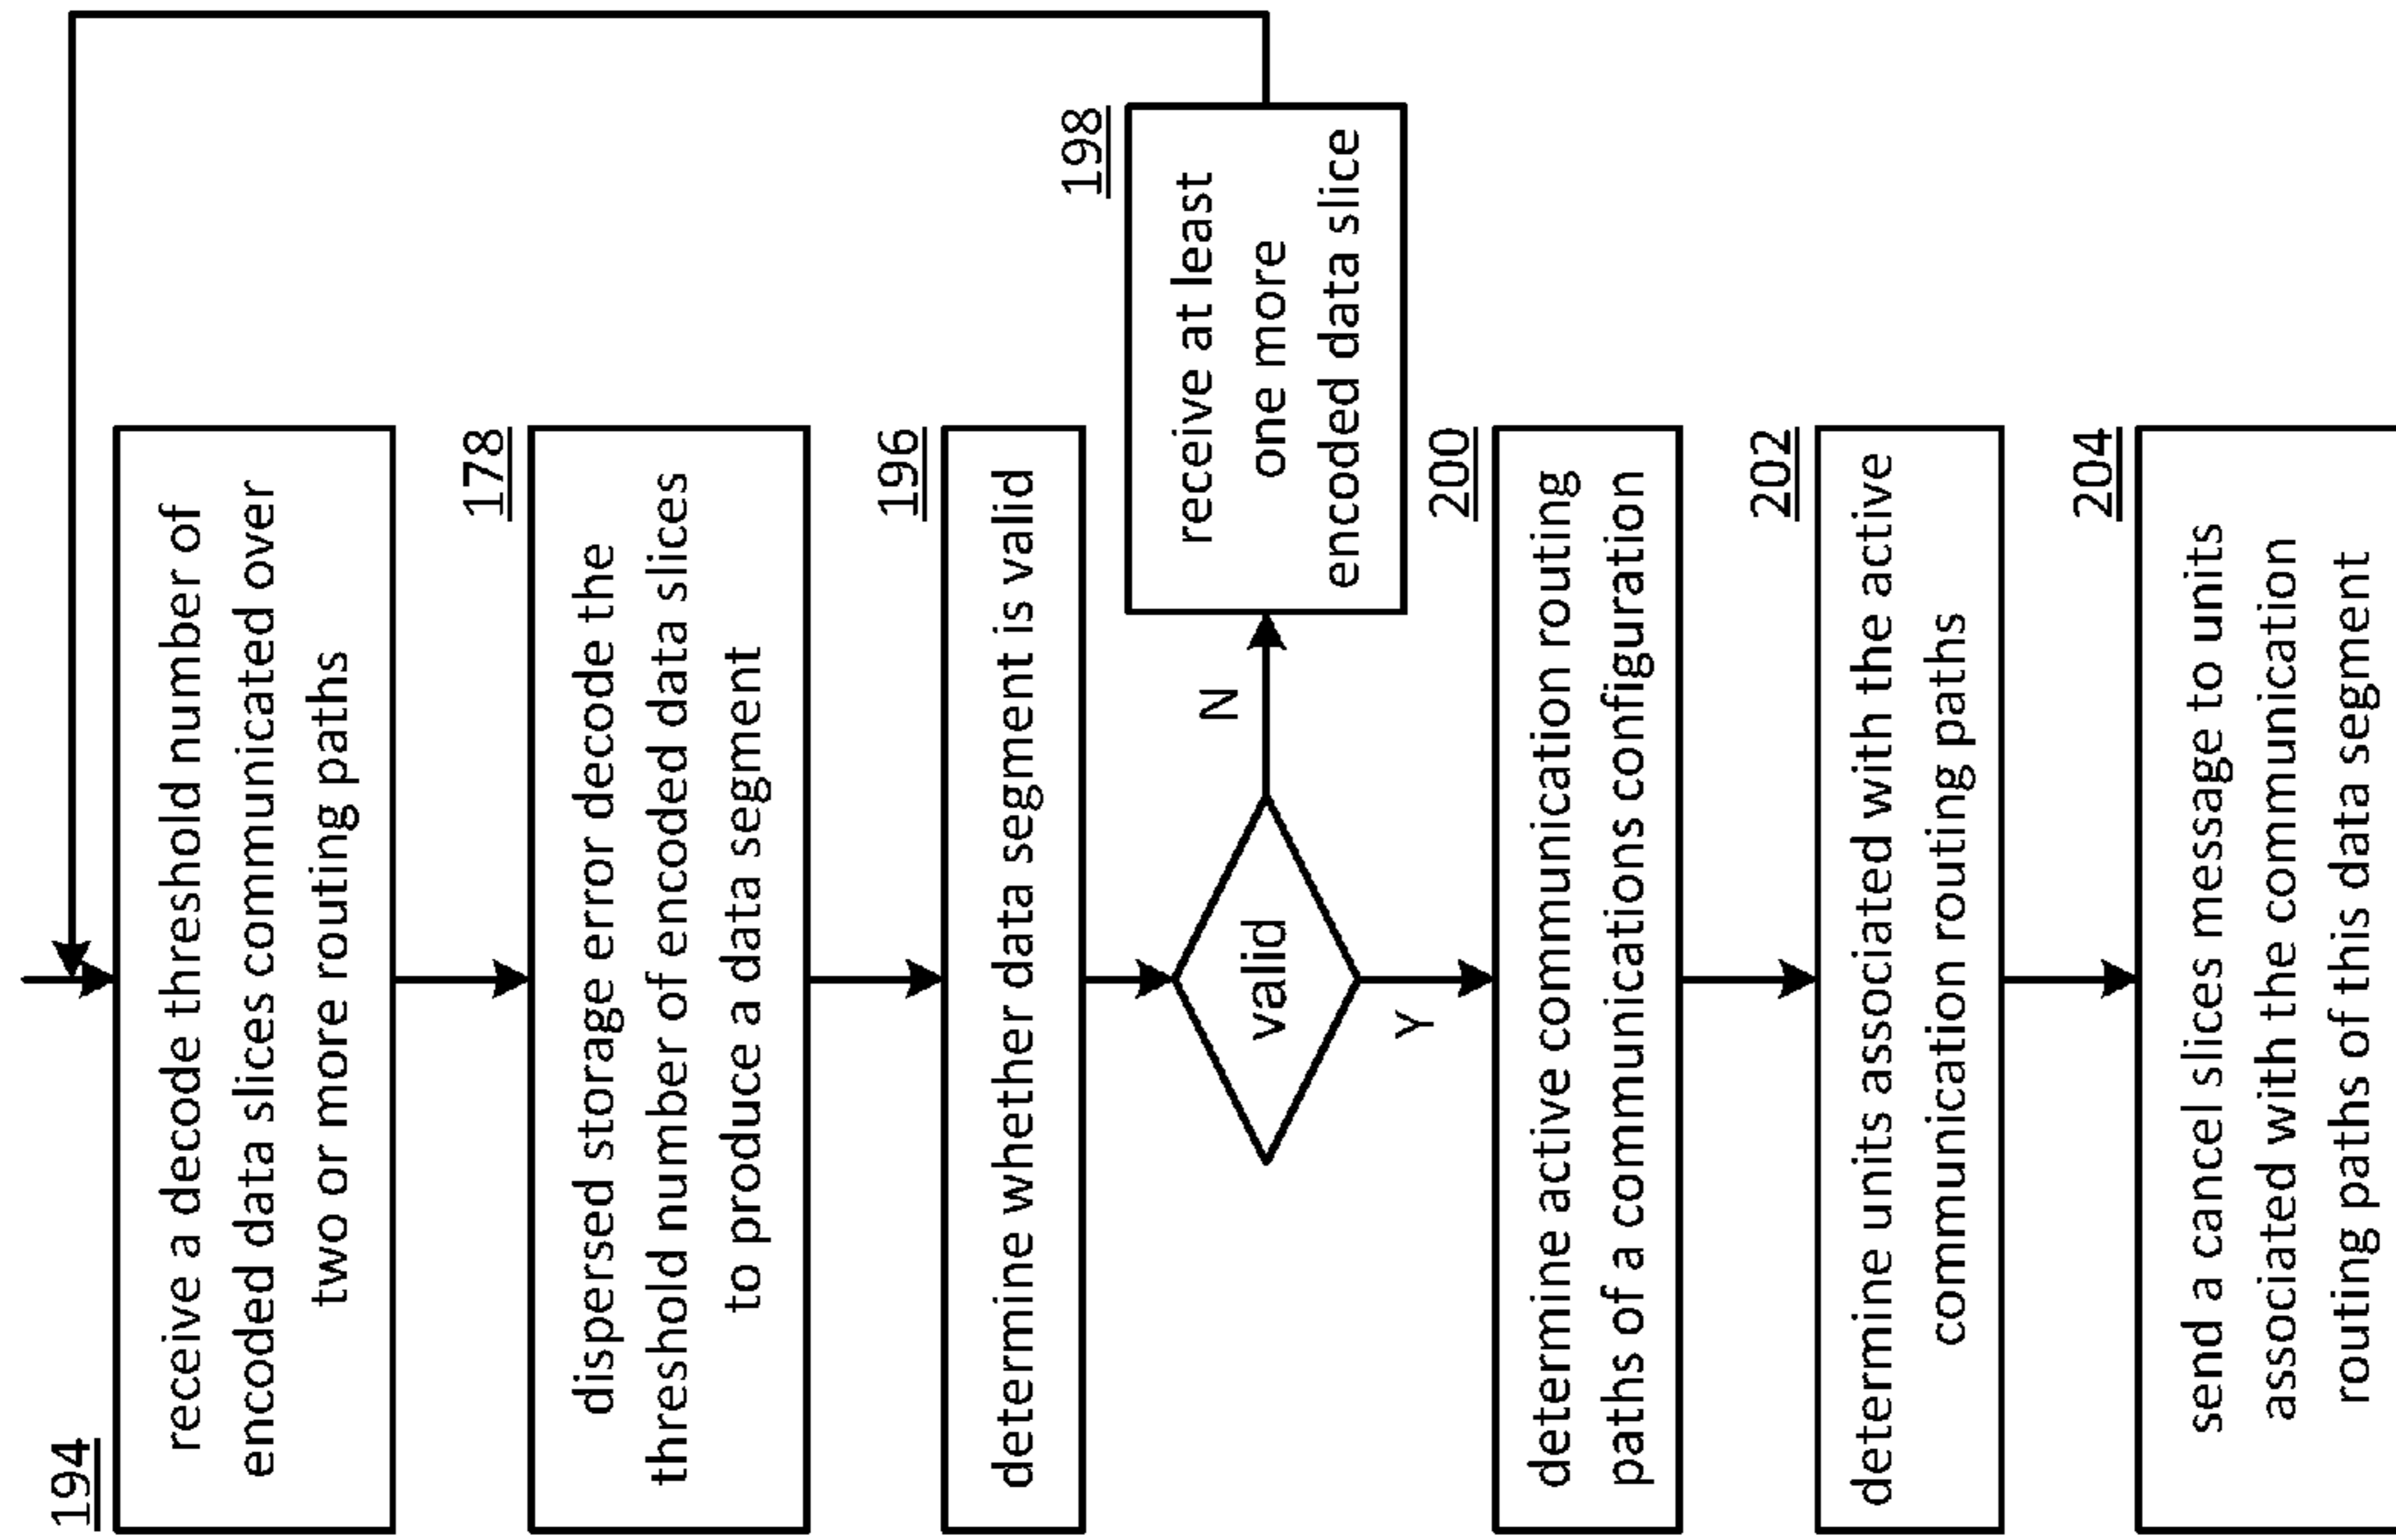 194
receive a decode threshold number of
encoded data slices communicated over
two or more routing paths
178
dispersed storage error decode the
threshold number of encoded data slices
to produce a data segment
196
determine whether data segment is valid
valid
N
198
receive at least
one more
encoded data slice
Y
200
determine active communication routing
paths of a communications configuration
202
determine units associated with the active
communication routing paths
204
send a cancel slices message to units
associated with the communication
routing paths of this data segment